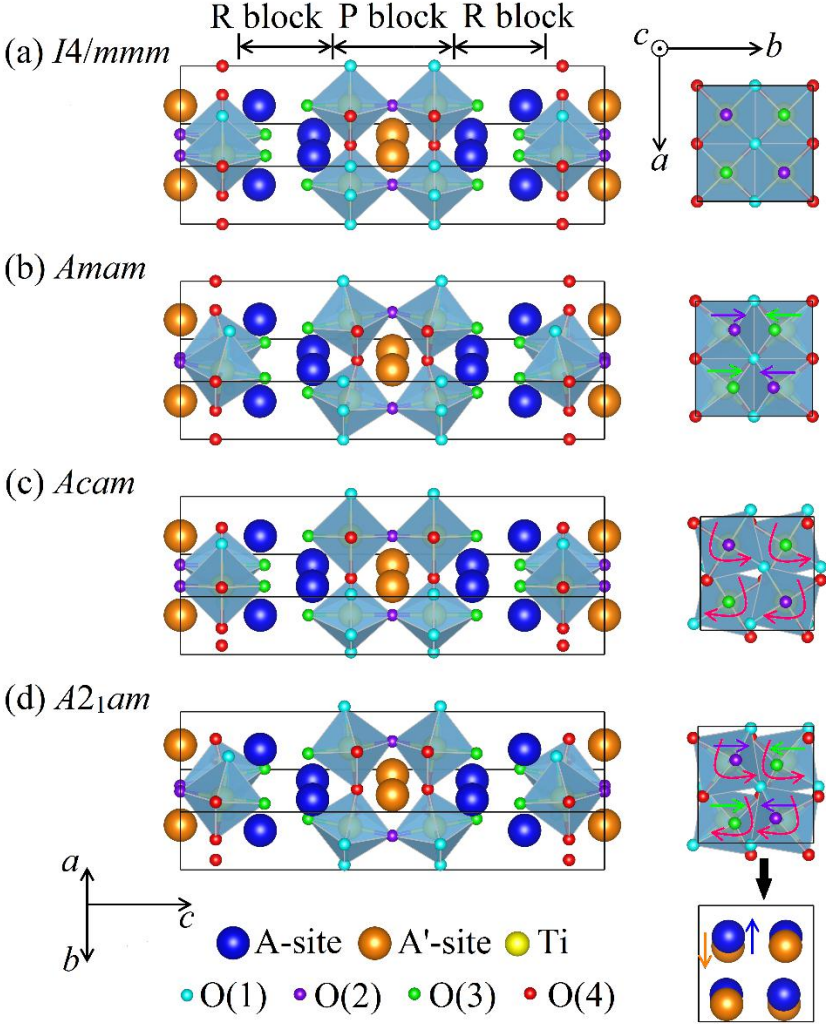 R block P block R block
(a) I4/mmm
c b
a
(b) Amam
(c) Acam
(d) A2₁am
a
c
b
A-site A'-site Ti
O(1) O(2) O(3) O(4)